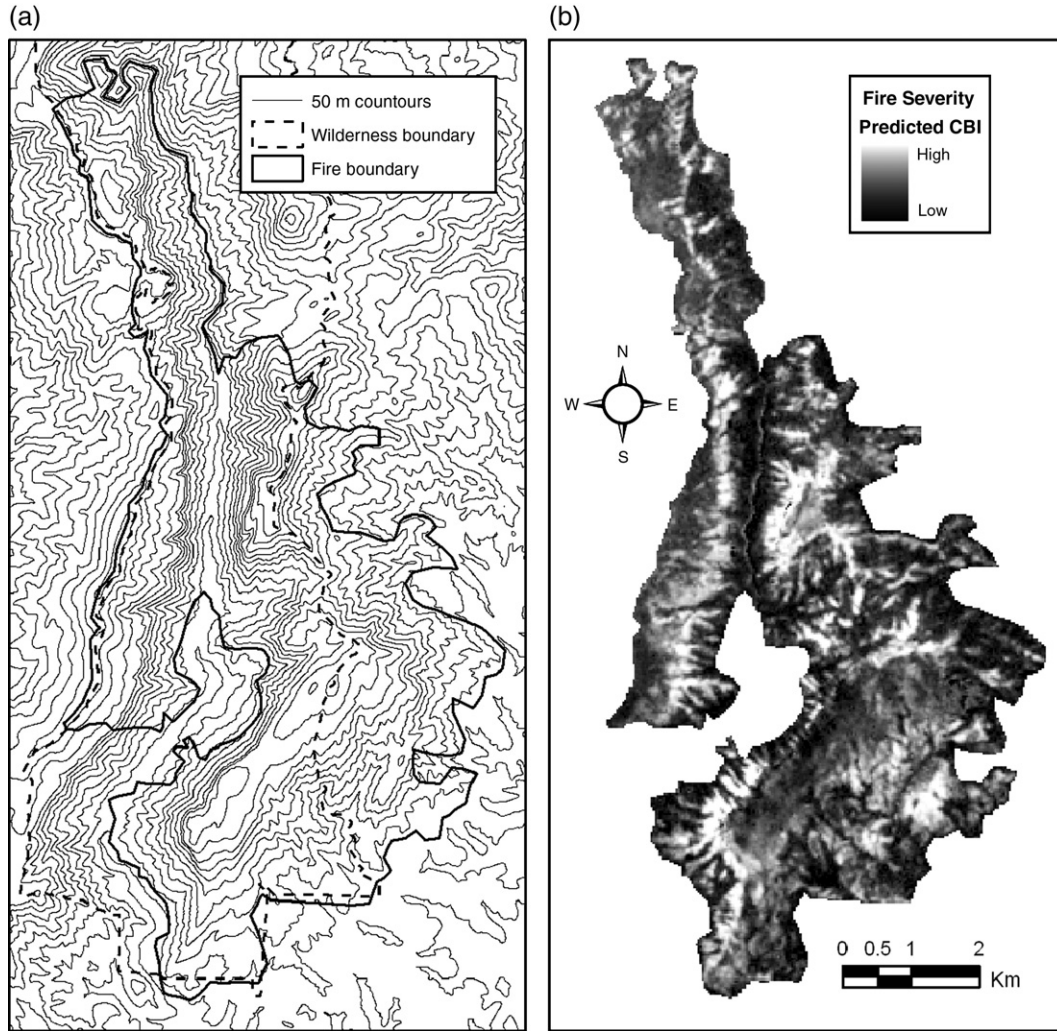 (a)
50 m countours
Wilderness boundary
Fire boundary
(b)
Fire Severity
Predicted CBI
High
Low
N
W E
S
0 0.5 1 2
Km